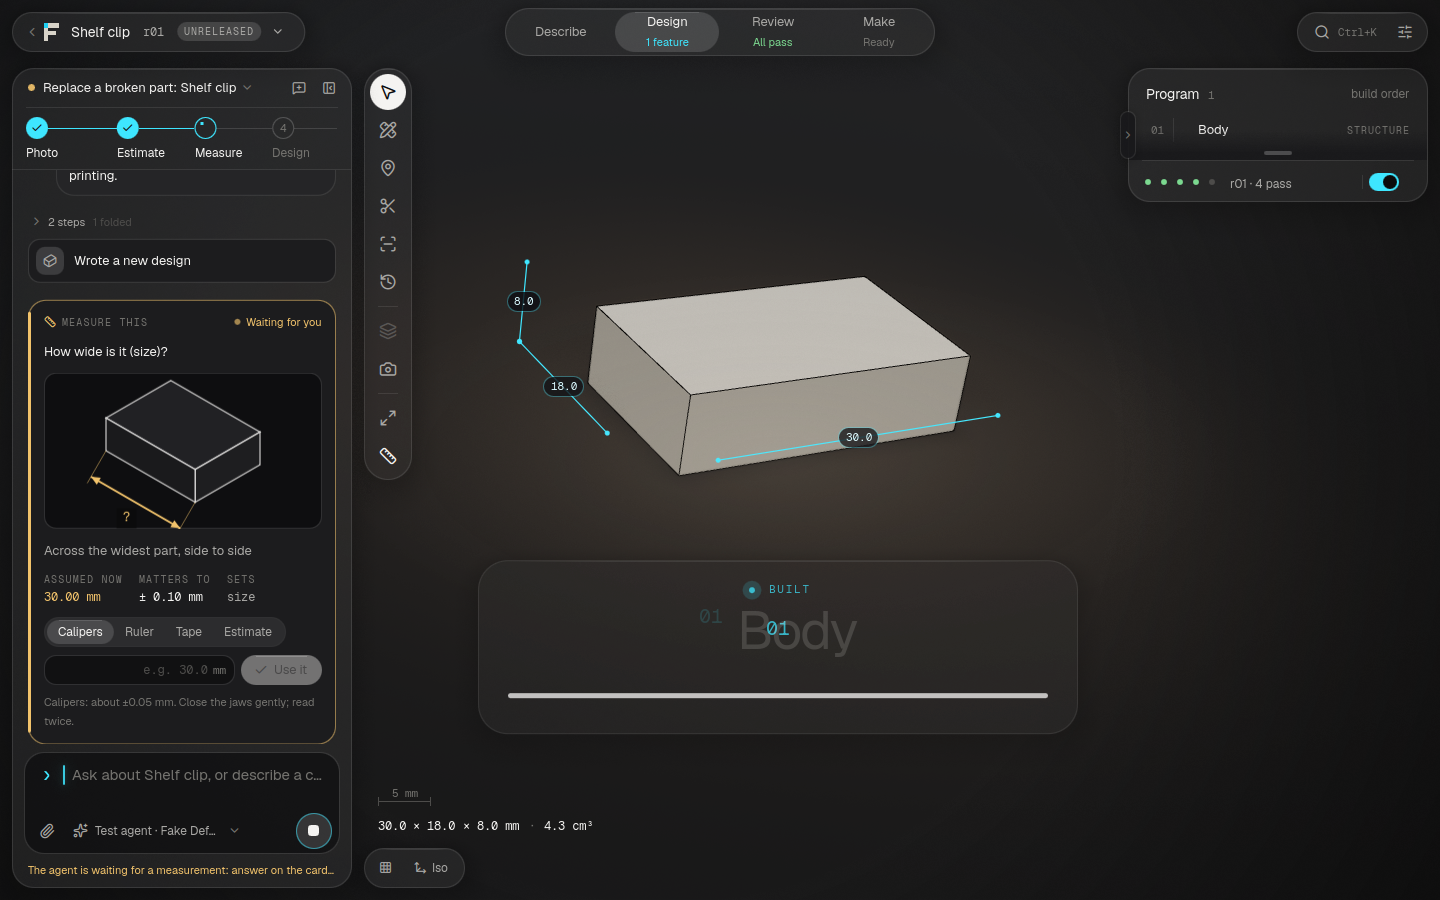 Shelf clip r01 UNRELEASED
Describe
Design
1 feature
Review
All pass
Make
Ready
Ctrl+K
Replace a broken part: Shelf clip
4
Photo Estimate Measure Design
printing.
2 steps 1 folded
Wrote a new design
MEASURE THIS Waiting for you
How wide is it (size)?
?
Across the widest part, side to side
ASSUMED NOW MATTERS TO SETS
30.00 mm ± 0.10 mm size
Calipers Ruler Tape Estimate
e.g. 30.0 mm Use it
Calipers: about ±0.05 mm. Close the jaws gently; read
twice.
Ask about Shelf clip, or describe a c...
Test agent · Fake Def...
The agent is waiting for a measurement: answer on the card...
8.0
18.0
30.0
BUILT
01 Body
01
5 mm
30.0 × 18.0 × 8.0 mm · 4.3 cm³
Iso
Program 1 build order
01 Body STRUCTURE
r01 · 4 pass